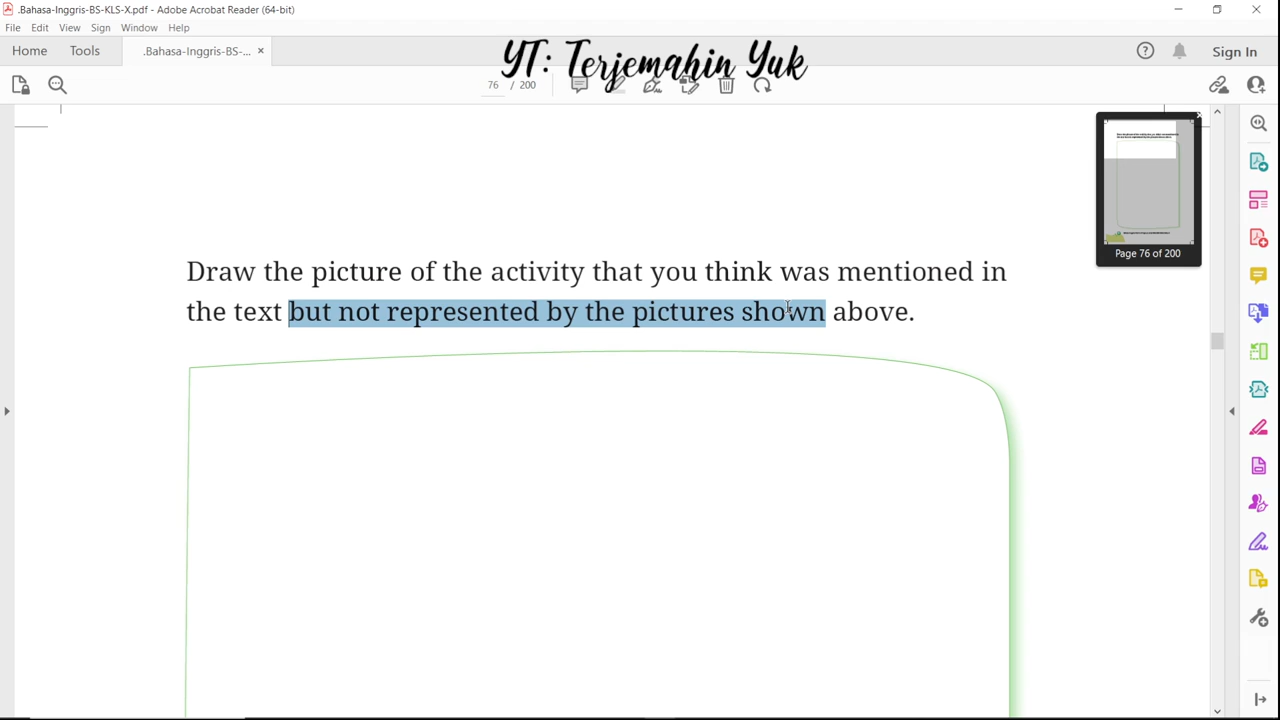 .Bahasa-Inggris-BS-KLS-X.pdf - Adobe Acrobat Reader (64-bit)
File Edit View Sign Window Help
Home Tools .Bahasa-Inggris-BS-... × Sign In
YT: Terjemahin Yuk
76 / 200
Draw the picture of the activity that you think was mentioned in
the text but not represented by the pictures shown above.
Page 76 of 200